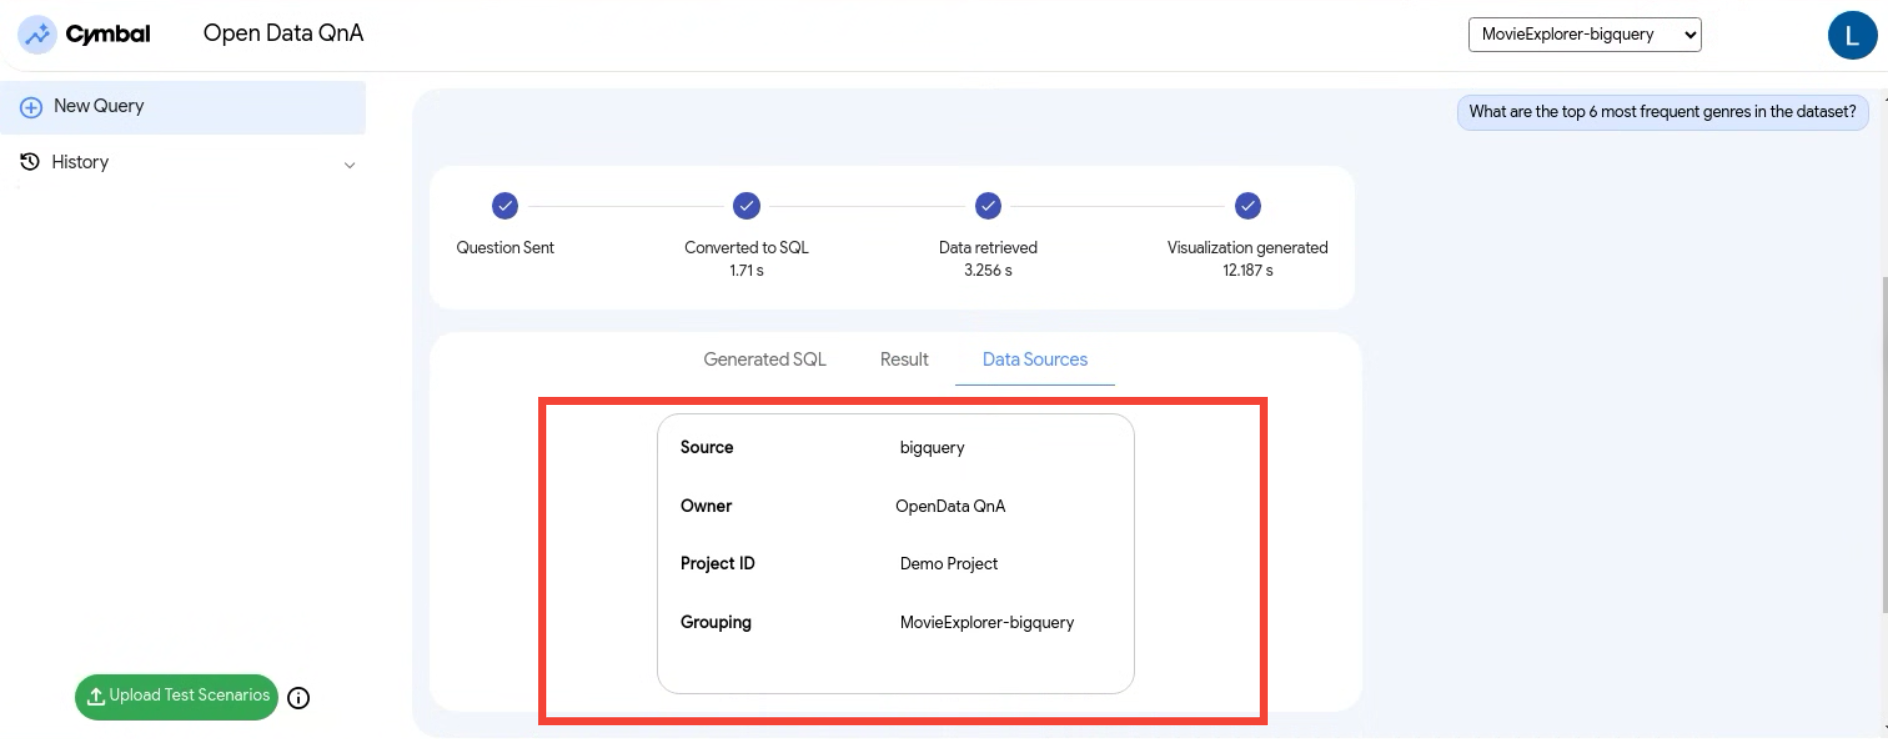 Cymbal
Open Data QnA
MovieExplorer-bigquery
L
New Query
History
What are the top 6 most frequent genres in the dataset?
Question Sent
Converted to SQL
1.71 s
Data retrieved
3.256 s
Visualization generated
12.187 s
Generated SQL
Result
Data Sources
Source bigquery
Owner OpenData QnA
Project ID Demo Project
Grouping MovieExplorer-bigquery
Upload Test Scenarios